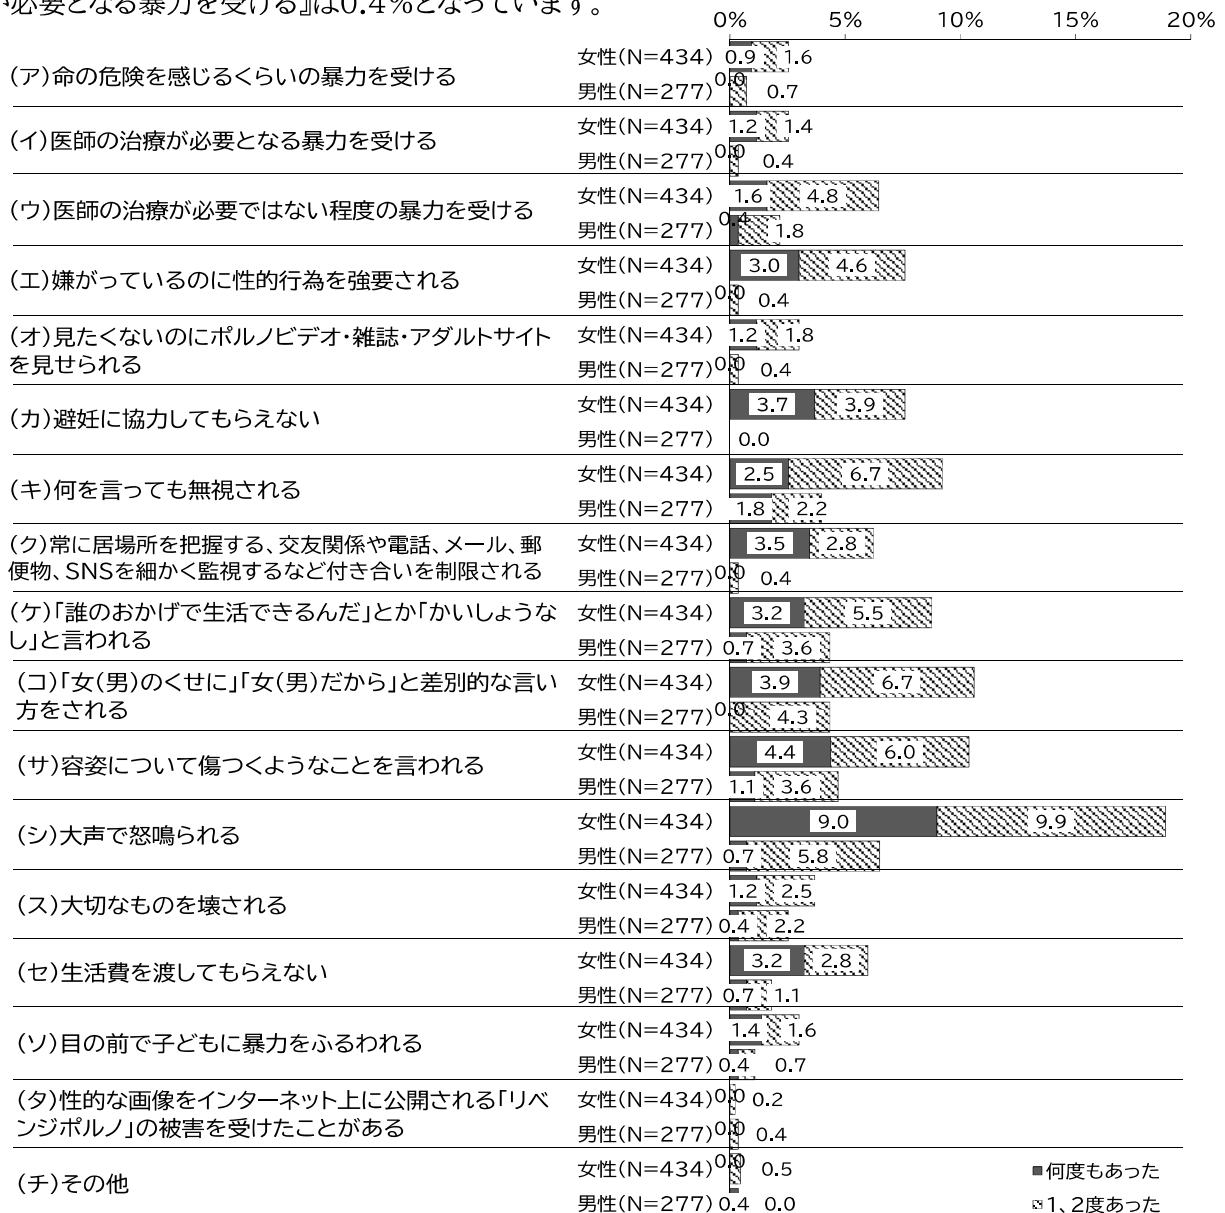 必要となる暴力を受ける』は0.4%となっています。
0% 5% 10% 15% 20%
(ア)命の危険を感じるくらいの暴力を受ける
女性(N=434) 0.9 1.6
男性(N=277) 0.0 0.7
(イ)医師の治療が必要となる暴力を受ける
女性(N=434) 1.2 1.4
男性(N=277) 0.0 0.4
(ウ)医師の治療が必要ではない程度の暴力を受ける
女性(N=434) 1.6 4.8
男性(N=277) 0.4 1.8
(エ)嫌がっているのに性的行為を強要される
女性(N=434) 3.0 4.6
男性(N=277) 0.0 0.4
(オ)見たくないのにポルノビデオ・雑誌・アダルトサイト
を見せられる
女性(N=434) 1.2 1.8
男性(N=277) 0.0 0.4
(カ)避妊に協力してもらえない
女性(N=434) 3.7 3.9
男性(N=277) 0.0
(キ)何を言っても無視される
女性(N=434) 2.5 6.7
男性(N=277) 1.8 2.2
(ク)常に居場所を把握する、交友関係や電話、メール、郵
便物、SNSを細かく監視するなど付き合いを制限される
女性(N=434) 3.5 2.8
男性(N=277) 0.0 0.4
(ケ)「誰のおかげで生活できるんだ」とか「かいしょうな
し」と言われる
女性(N=434) 3.2 5.5
男性(N=277) 0.7 3.6
(コ)「女(男)のくせに」「女(男)だから」と差別的な言い
方をされる
女性(N=434) 3.9 6.7
男性(N=277) 0.0 4.3
(サ)容姿について傷つくようなことを言われる
女性(N=434) 4.4 6.0
男性(N=277) 1.1 3.6
(シ)大声で怒鳴られる
女性(N=434) 9.0 9.9
男性(N=277) 0.7 5.8
(ス)大切なものを壊される
女性(N=434) 1.2 2.5
男性(N=277) 0.4 2.2
(セ)生活費を渡してもらえない
女性(N=434) 3.2 2.8
男性(N=277) 0.7 1.1
(ソ)目の前で子どもに暴力をふるわれる
女性(N=434) 1.4 1.6
男性(N=277) 0.4 0.7
(タ)性的な画像をインターネット上に公開される「リベ
ンジポルノ」の被害を受けたことがある
女性(N=434) 0.0 0.2
男性(N=277) 0.0 0.4
(チ)その他
女性(N=434) 0.0 0.5
男性(N=277) 0.4 0.0
何度もあった
1、2度あった